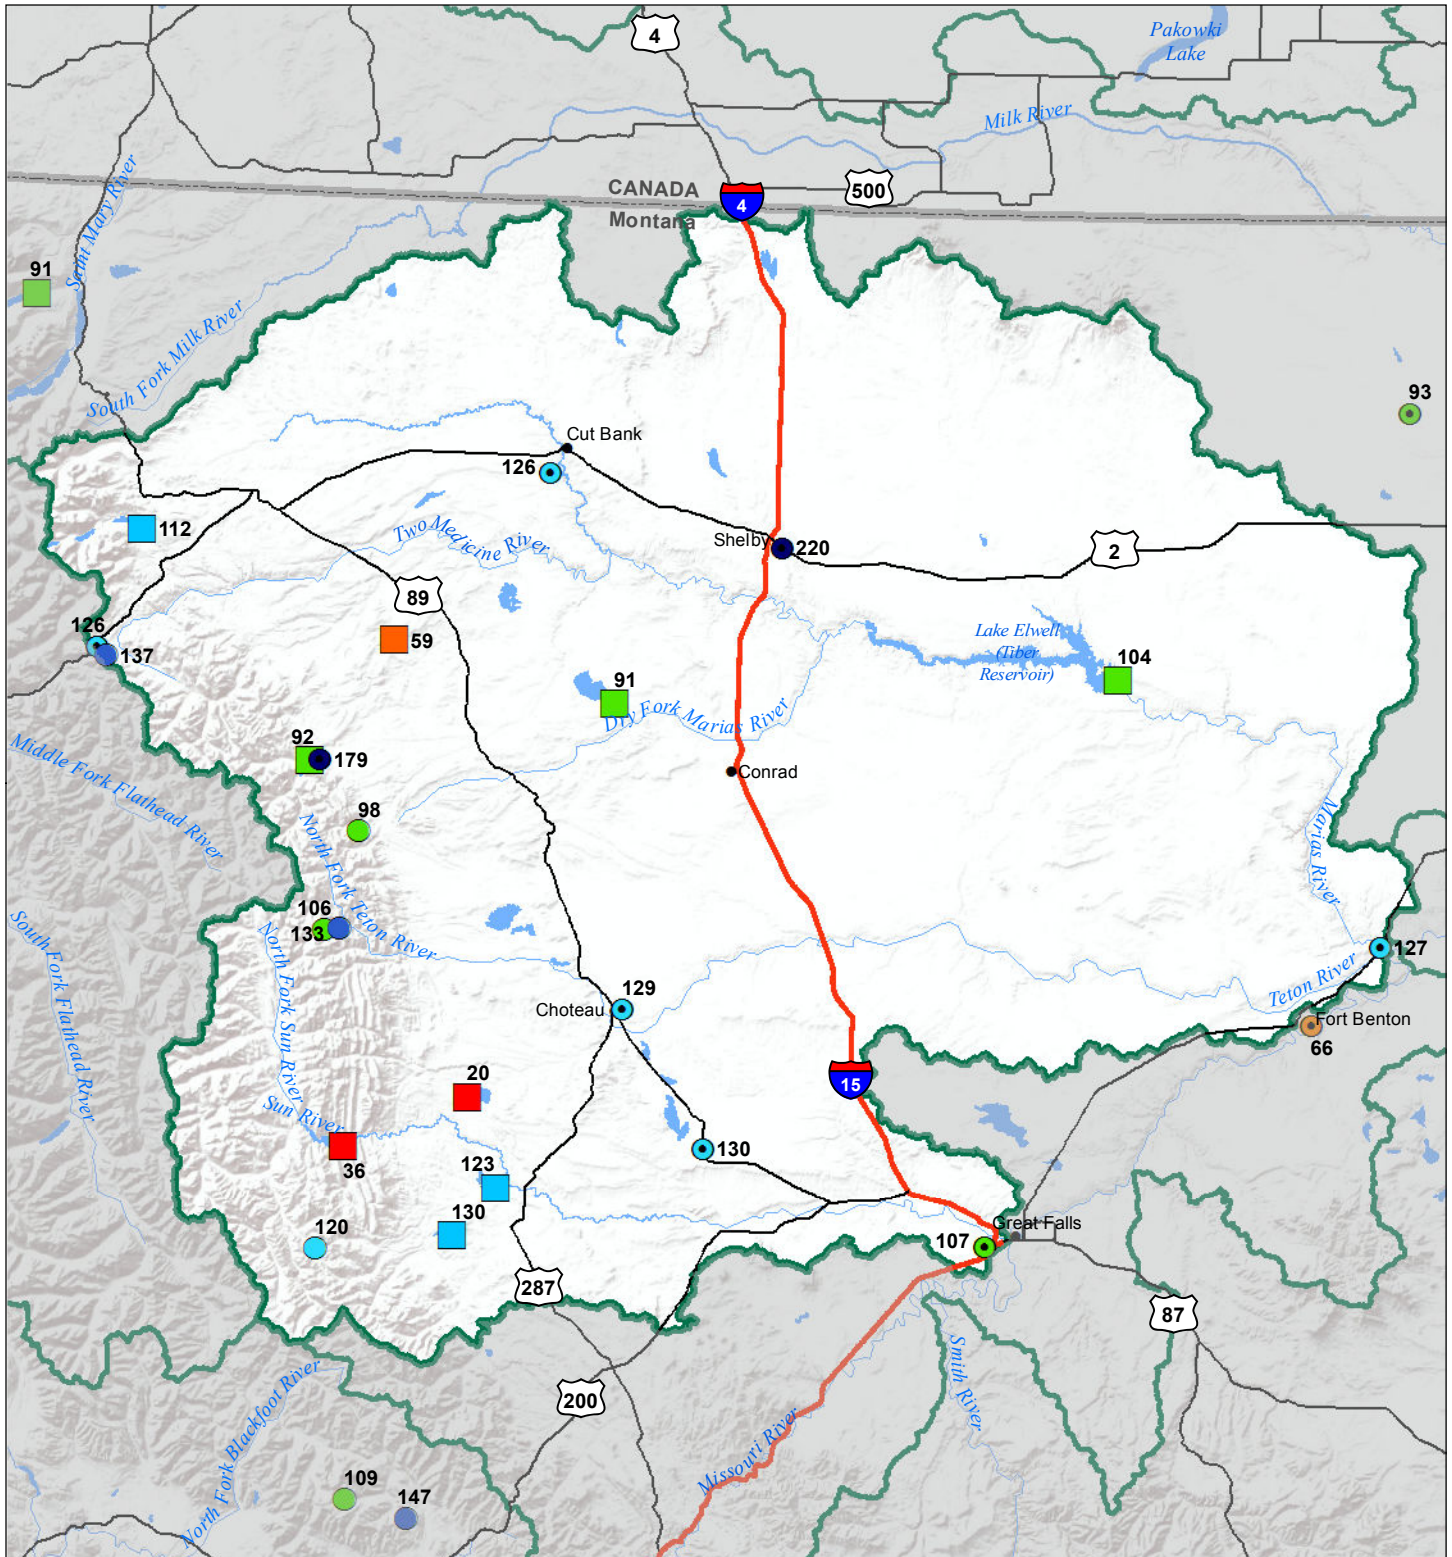 4
Pakowki
Lake
Milk River
CANADA
500
4
Montana
Saint Mary River
91
South Fork Milk River
93
Cut Bank
126
112
Two Medicine River
Shelby
220
2
89
126
137
59
Lake Elwell
(Tiber
Reservoir)
104
91
Dry Fork Marias River
92
179
Middle Fork Flathead River
Conrad
98
North Fork Teton River
Marias River
106
133
South Fork Flathead River
North Fork Sun River
127
Teton River
129
Choteau
Fort Benton
66
15
20
Sun River
36
130
123
130
120
Great Falls
107
287
87
Smith River
200
North Fork Blackfoot River
Missouri River
109
147